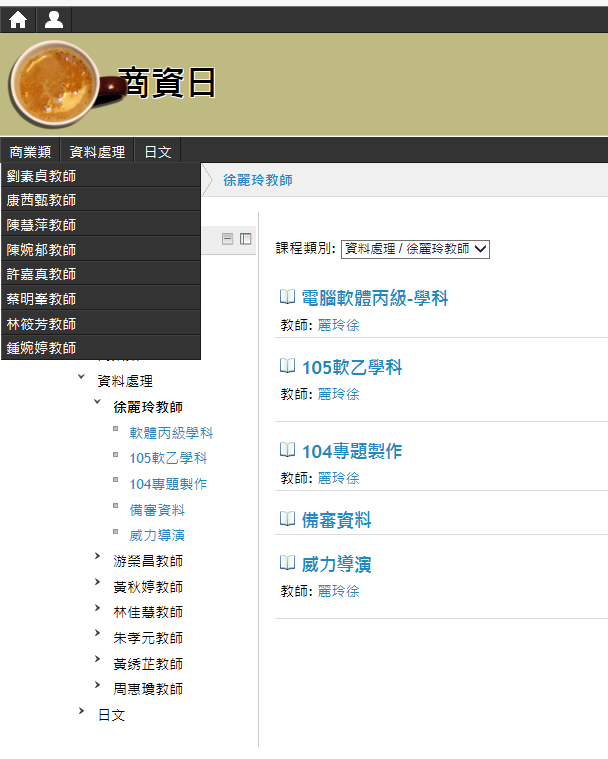 商資日
商業類 資料處理 日文
劉素貞教師
康茜甄教師
陳慧萍教師
陳婉郁教師
許嘉真教師
蔡明峯教師
林筱芳教師
鍾婉婷教師
徐麗玲教師
資料處理
徐麗玲教師
軟體丙級學科
105軟乙學科
104專題製作
備審資料
威力導演
游榮昌教師
黃秋婷教師
林佳慧教師
朱孝元教師
黃綉芷教師
周惠瓊教師
日文
課程類別: 資料處理 / 徐麗玲教師
電腦軟體丙級-學科
教師: 麗玲徐
105軟乙學科
教師: 麗玲徐
104專題製作
教師: 麗玲徐
備審資料
威力導演
教師: 麗玲徐